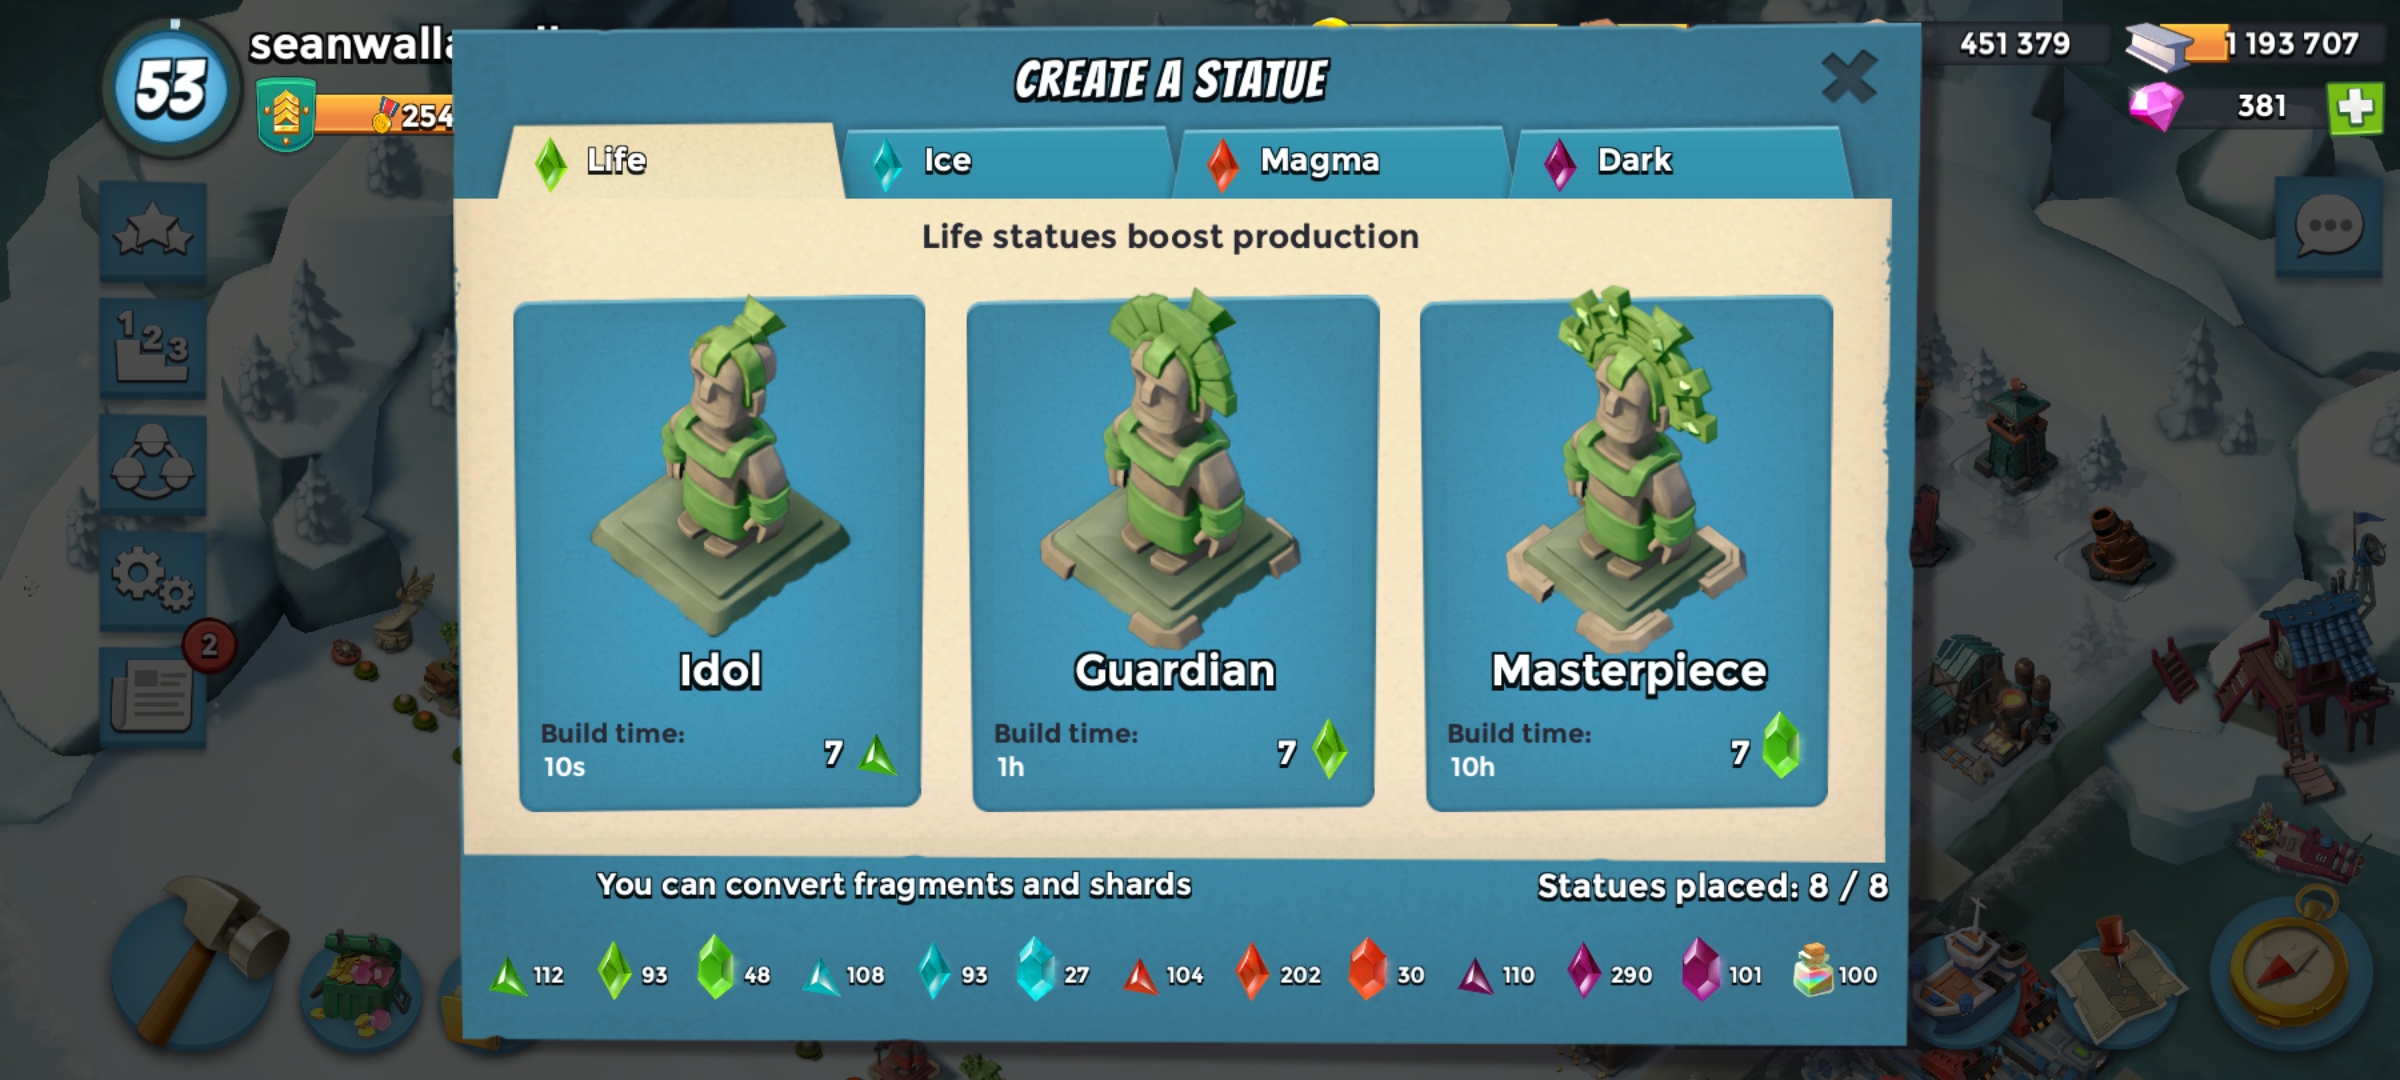 53
254
CREATE A STATUE
451 379
1 193 707
381
Life
Ice
Magma
Dark
Life statues boost production
1 2 3
2
Idol
Build time:
10s
7
Guardian
Build time:
1h
7
Masterpiece
Build time:
10h
7
You can convert fragments and shards
Statues placed: 8 / 8
112 93 48 108 93 27 104 202 30 110 290 101 100